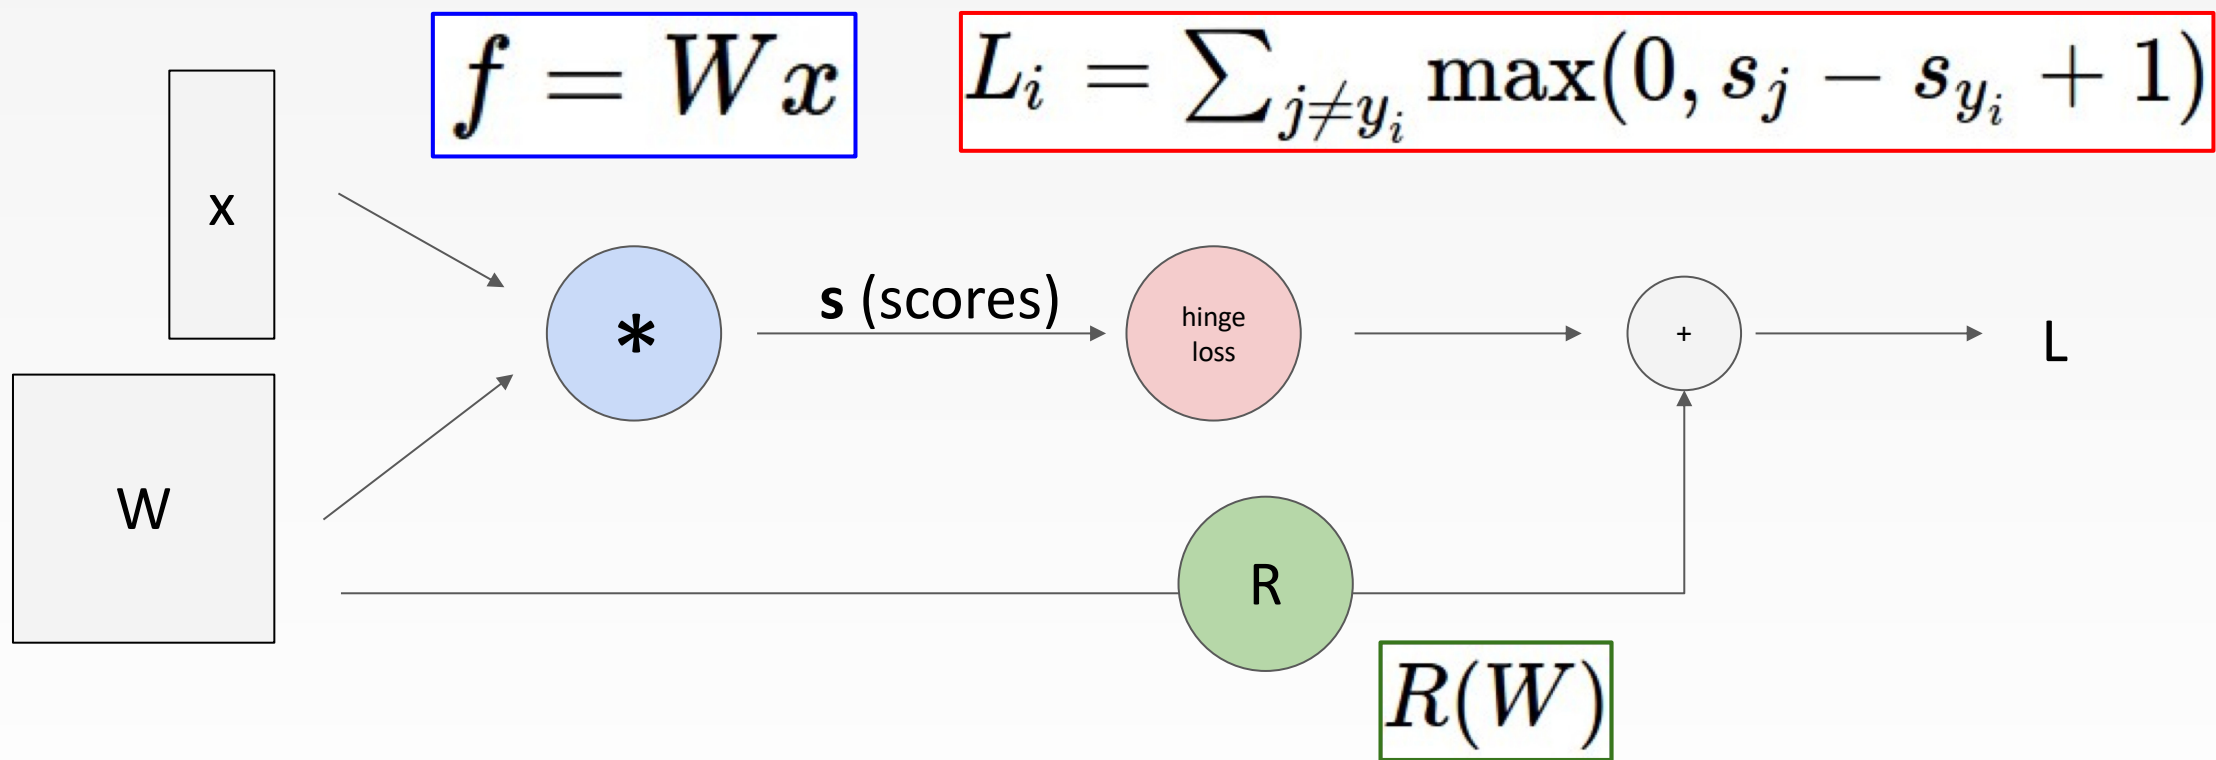 f = Wx
L_i = ∑_{j≠y_i} max(0, s_j − s_{y_i} + 1)
x
*
s (scores)
hinge
loss
+
L
W
R
R(W)